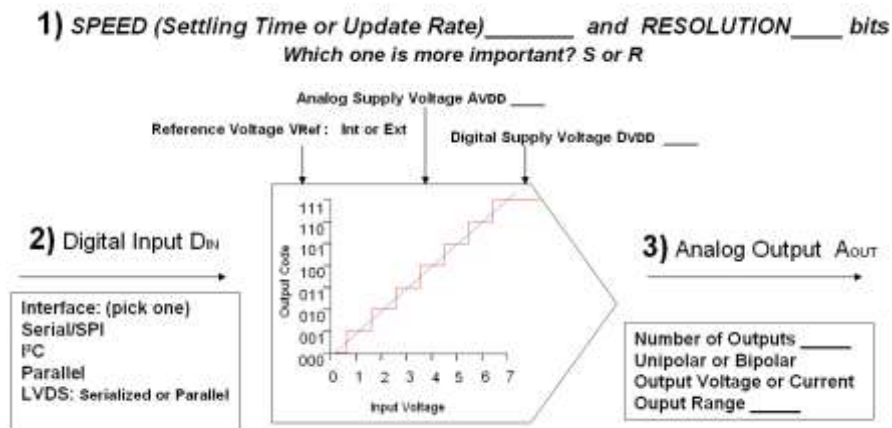 1) SPEED (Settling Time or Update Rate)_______ and RESOLUTION____ bits
Which one is more important? S or R
Analog Supply Voltage AVDD ____
Reference Voltage VRef : Int or Ext
Digital Supply Voltage DVDD ____
2) Digital Input DIN
Interface: (pick one)
Serial/SPI
I²C
Parallel
LVDS: Serialized or Parallel
Output Code
111
110
101
100
011
010
001
000
0 1 2 3 4 5 6 7
Input Voltage
3) Analog Output AOUT
Number of Outputs _____
Unipolar or Bipolar
Output Voltage or Current
Ouput Range _____